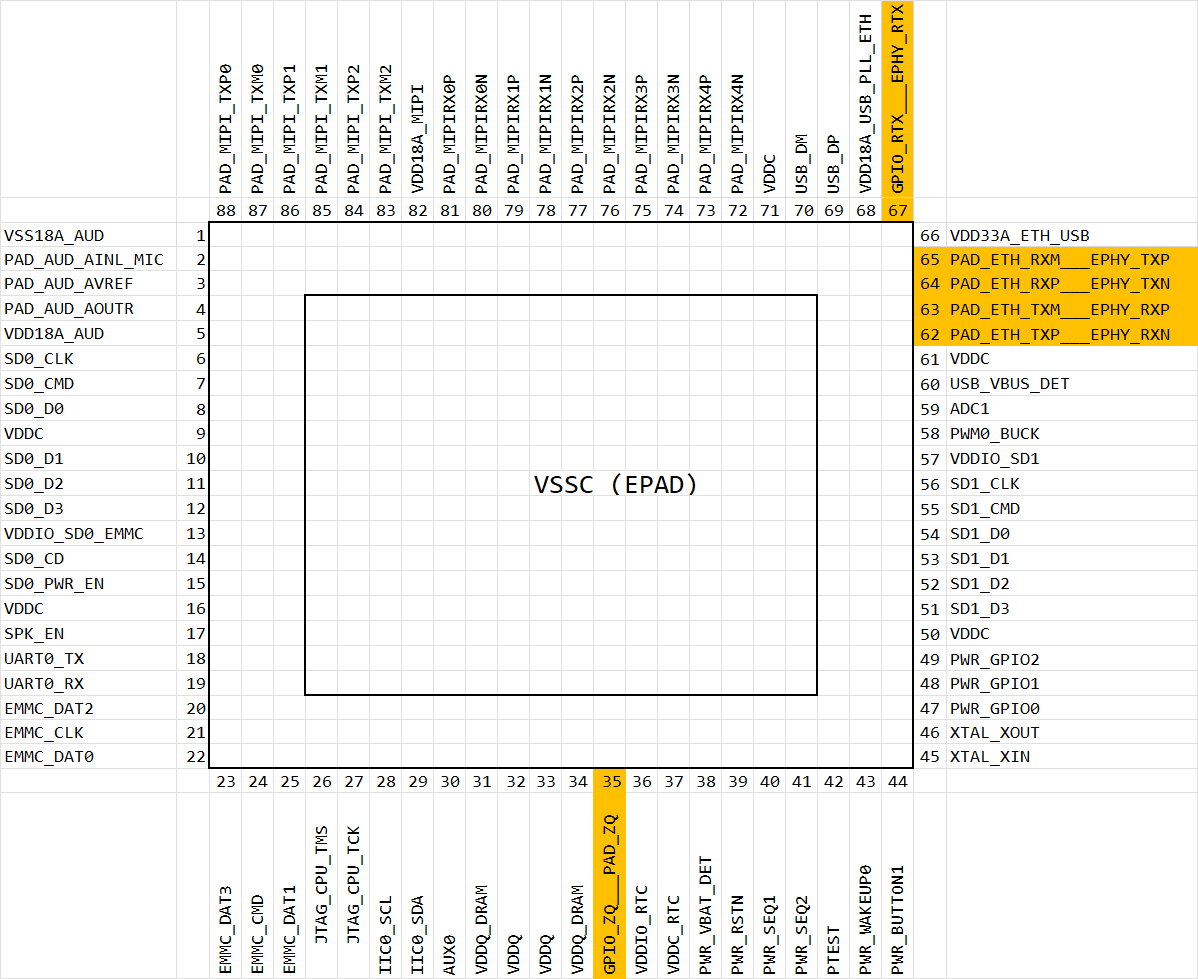 PAD_MIPI_TXP0
PAD_MIPI_TXM0
PAD_MIPI_TXP1
PAD_MIPI_TXM1
PAD_MIPI_TXP2
PAD_MIPI_TXM2
VDD18A_MIPI
PAD_MIPIRX0P
PAD_MIPIRX0N
PAD_MIPIRX1P
PAD_MIPIRX1N
PAD_MIPIRX2P
PAD_MIPIRX2N
PAD_MIPIRX3P
PAD_MIPIRX3N
PAD_MIPIRX4P
PAD_MIPIRX4N
VDDC
USB_DM
USB_DP
VDD18A_USB_PLL_ETH
GPIO_RTX___EPHY_RTX
88 87 86 85 84 83 82 81 80 79 78 77 76 75 74 73 72 71 70 69 68 67
VSS18A_AUD 1
PAD_AUD_AINL_MIC 2
PAD_AUD_AVREF 3
PAD_AUD_AOUTR 4
VDD18A_AUD 5
SD0_CLK 6
SD0_CMD 7
SD0_D0 8
VDDC 9
SD0_D1 10
SD0_D2 11
SD0_D3 12
VDDIO_SD0_EMMC 13
SD0_CD 14
SD0_PWR_EN 15
VDDC 16
SPK_EN 17
UART0_TX 18
UART0_RX 19
EMMC_DAT2 20
EMMC_CLK 21
EMMC_DAT0 22
VSSC (EPAD)
66 VDD33A_ETH_USB
65 PAD_ETH_RXM___EPHY_TXP
64 PAD_ETH_RXP___EPHY_TXN
63 PAD_ETH_TXM___EPHY_RXP
62 PAD_ETH_TXP___EPHY_RXN
61 VDDC
60 USB_VBUS_DET
59 ADC1
58 PWM0_BUCK
57 VDDIO_SD1
56 SD1_CLK
55 SD1_CMD
54 SD1_D0
53 SD1_D1
52 SD1_D2
51 SD1_D3
50 VDDC
49 PWR_GPIO2
48 PWR_GPIO1
47 PWR_GPIO0
46 XTAL_XOUT
45 XTAL_XIN
23 24 25 26 27 28 29 30 31 32 33 34 35 36 37 38 39 40 41 42 43 44
EMMC_DAT3
EMMC_CMD
EMMC_DAT1
JTAG_CPU_TMS
JTAG_CPU_TCK
IIC0_SCL
IIC0_SDA
AUX0
VDDQ_DRAM
VDDQ
VDDQ
VDDQ_DRAM
GPIO_ZQ___PAD_ZQ
VDDIO_RTC
VDDC_RTC
PWR_VBAT_DET
PWR_RSTN
PWR_SEQ1
PWR_SEQ2
PTEST
PWR_WAKEUP0
PWR_BUTTON1